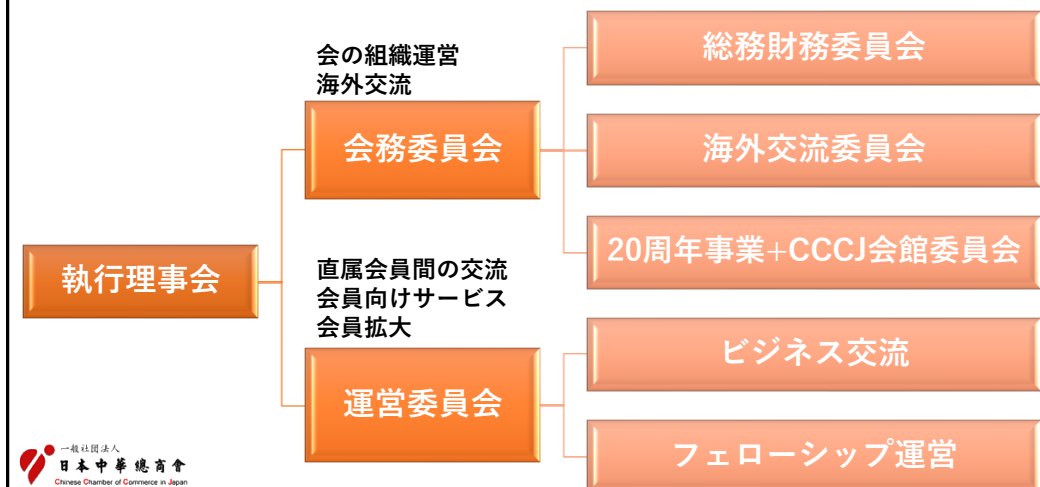 会の組織運営
海外交流
総務財務委員会
会務委員会
海外交流委員会
20周年事業+CCCJ会館委員会
執行理事会
直属会員間の交流
会員向けサービス
会員拡大
ビジネス交流
運営委員会
フェローシップ運営
一般社団法人
日本中華總商會
Chinese Chamber of Commerce in Japan